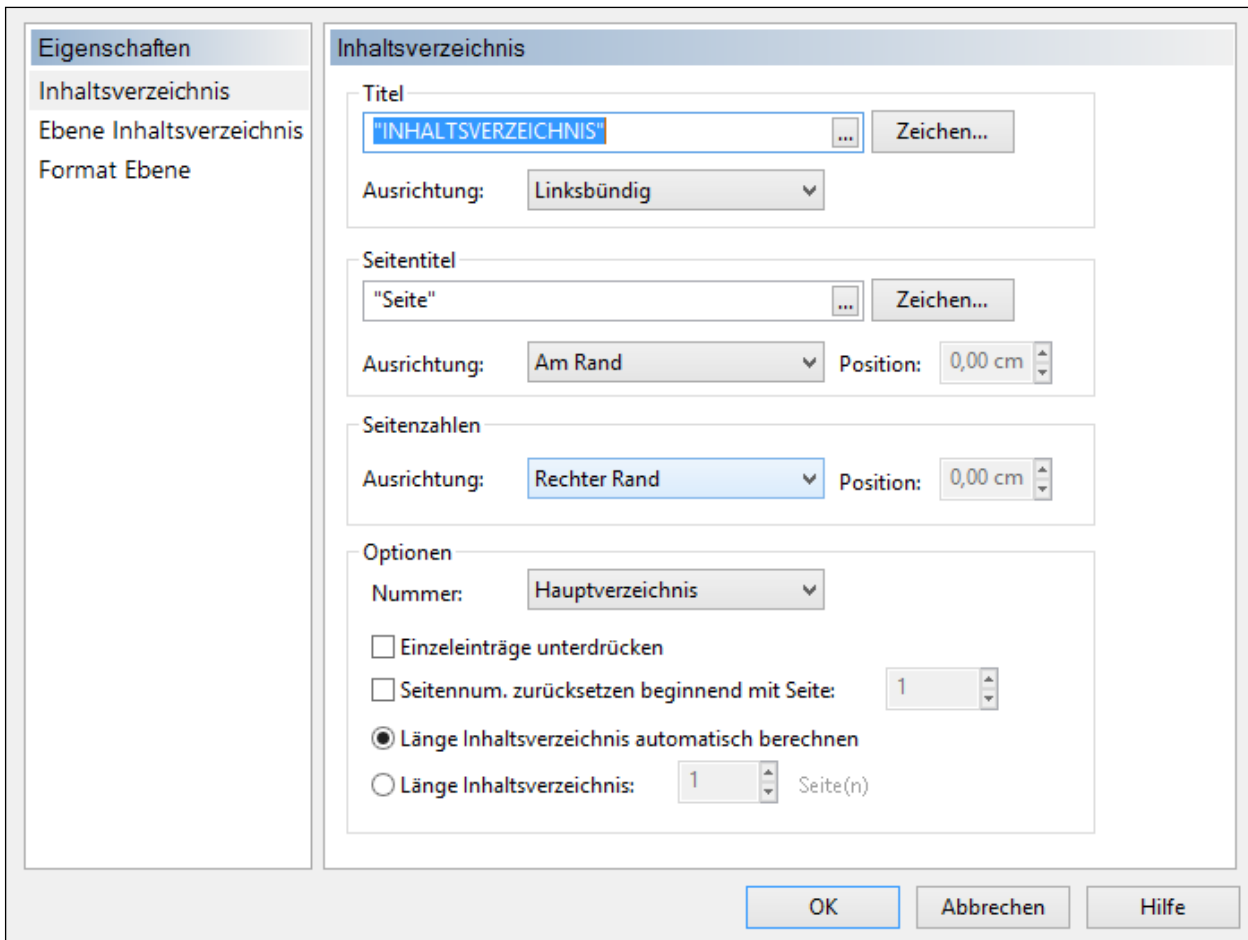 Eigenschaften
Inhaltsverzeichnis
Ebene Inhaltsverzeichnis
Format Ebene
Inhaltsverzeichnis
Titel
"INHALTSVERZEICHNIS" ... Zeichen...
Ausrichtung: Linksbündig
Seitentitel
"Seite" ... Zeichen...
Ausrichtung: Am Rand Position: 0,00 cm
Seitenzahlen
Ausrichtung: Rechter Rand Position: 0,00 cm
Optionen
Nummer: Hauptverzeichnis
Einzeleinträge unterdrücken
Seitennum. zurücksetzen beginnend mit Seite: 1
Länge Inhaltsverzeichnis automatisch berechnen
Länge Inhaltsverzeichnis: 1 Seite(n)
OK Abbrechen Hilfe